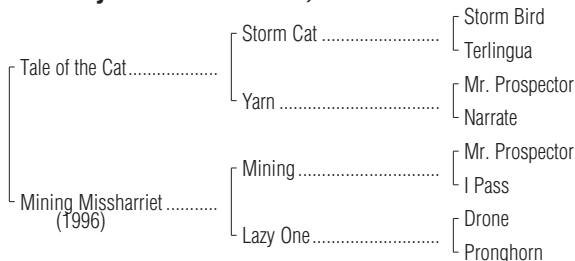 Storm Bird
Storm Cat ........................
Terlingua
Tale of the Cat..................
Mr. Prospector
Yarn .................................
Narrate
Mr. Prospector
Mining.............................
I Pass
Mining Missharriet ..........
(1996)
Drone
Lazy One..........................
Pronghorn